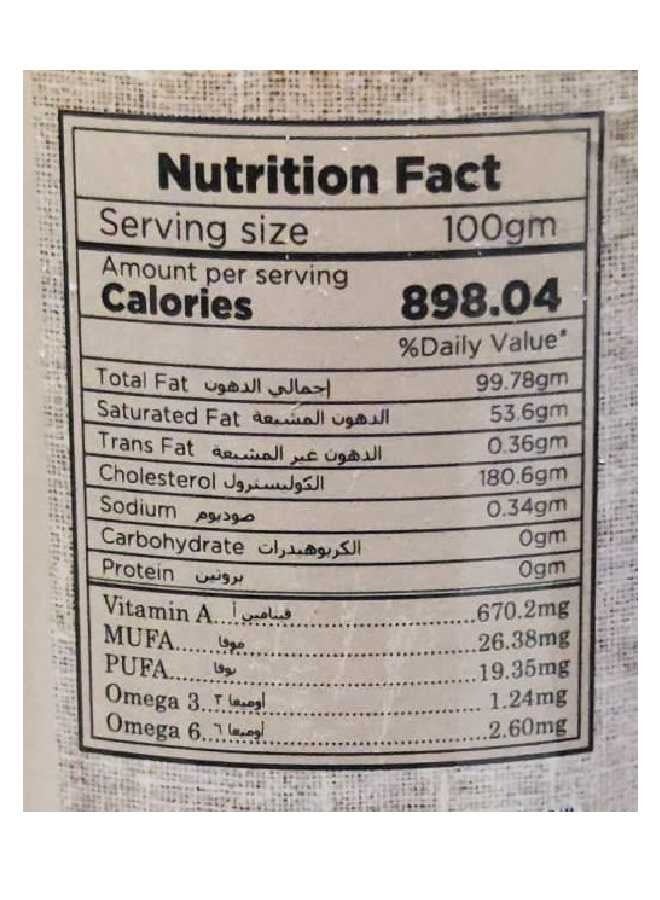 Nutrition Fact
Serving size 100gm
Amount per serving
Calories 898.04
%Daily Value*
Total Fat إجمالي الدهون 99.78gm
Saturated Fat الدهون المشبعة 53.6gm
Trans Fat الدهون غير المشبعة 0.36gm
Cholesterol الكوليسترول 180.6gm
Sodium صوديوم 0.34gm
Carbohydrate الكربوهيدرات 0gm
Protein بروتين 0gm
Vitamin A....فيتامين أ....670.2mg
MUFA....موفا....26.38mg
PUFA....بوفا....19.35mg
Omega 3...أوميغا ٣....1.24mg
Omega 6...أوميغا ٦....2.60mg